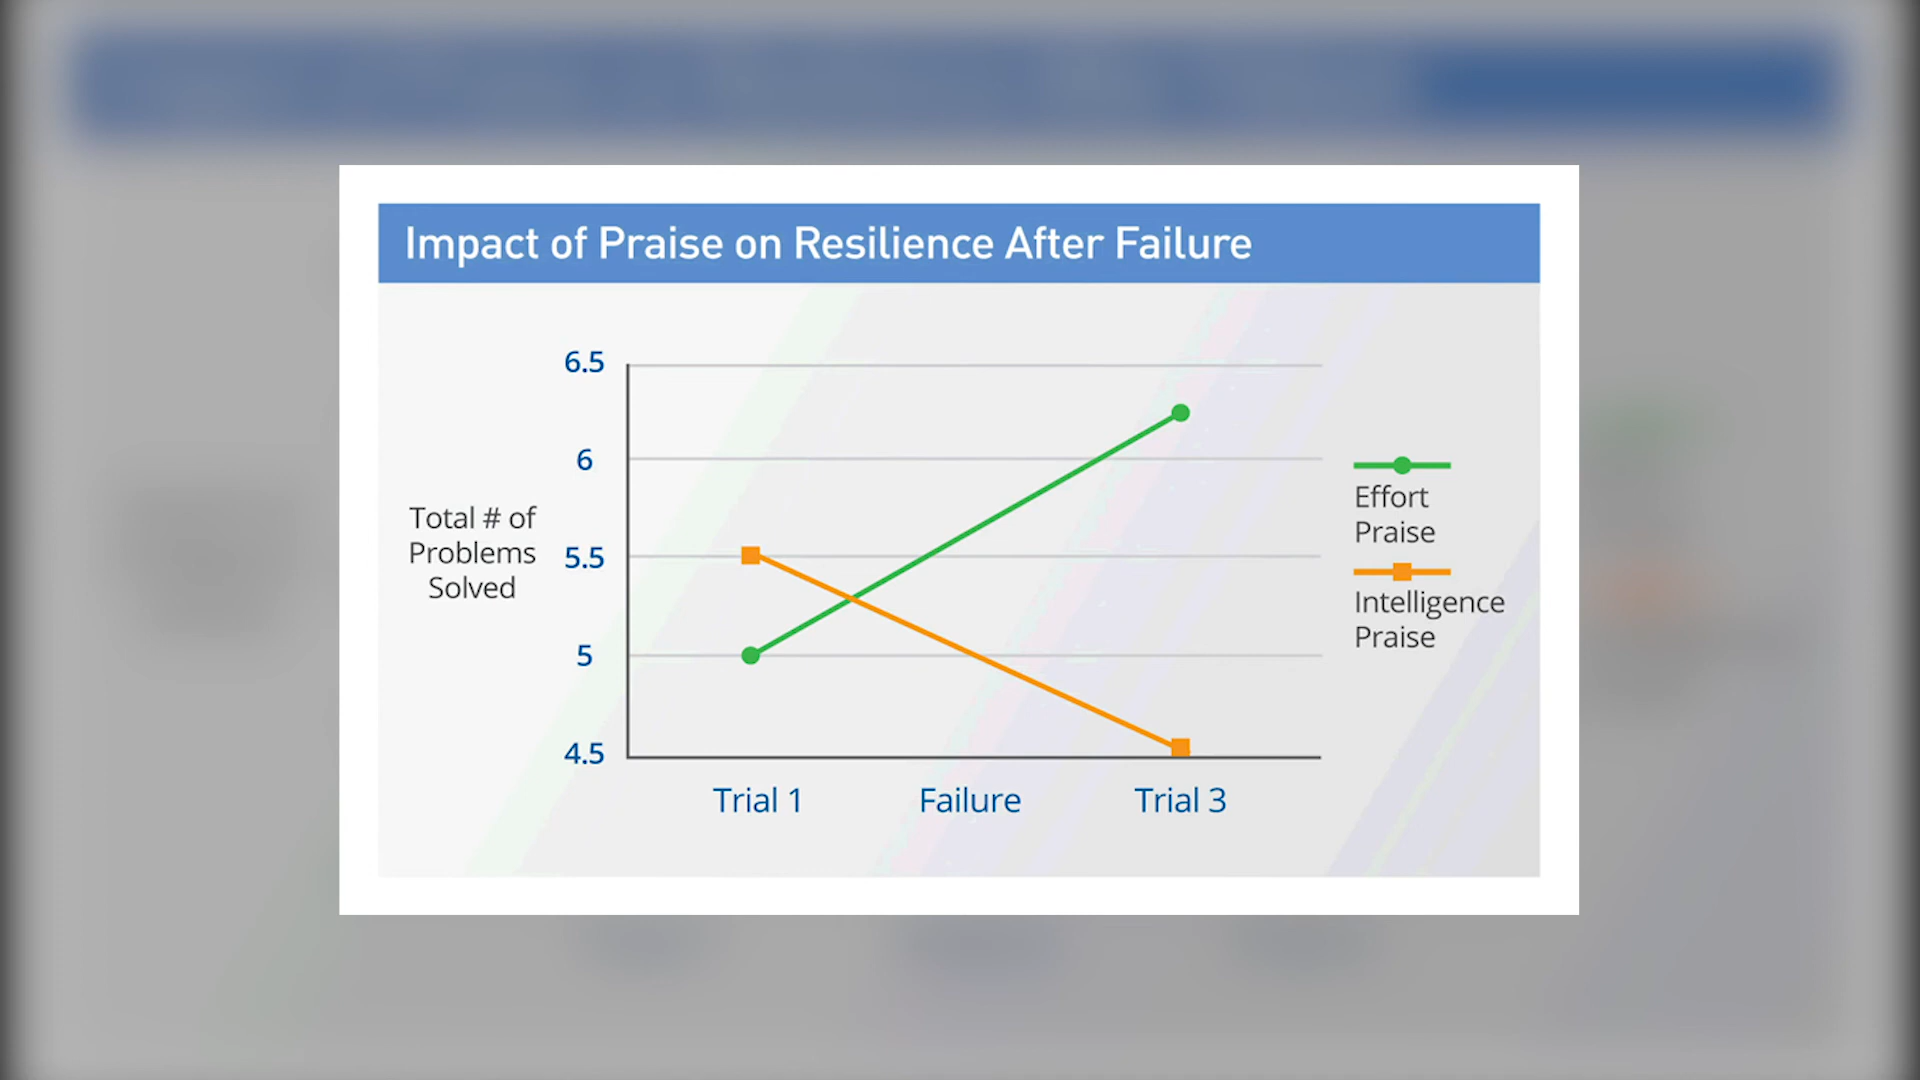 Impact of Praise on Resilience After Failure
6.5
6
5.5
5
4.5
Total # of
Problems
Solved
Trial 1
Failure
Trial 3
Effort
Praise
Intelligence
Praise